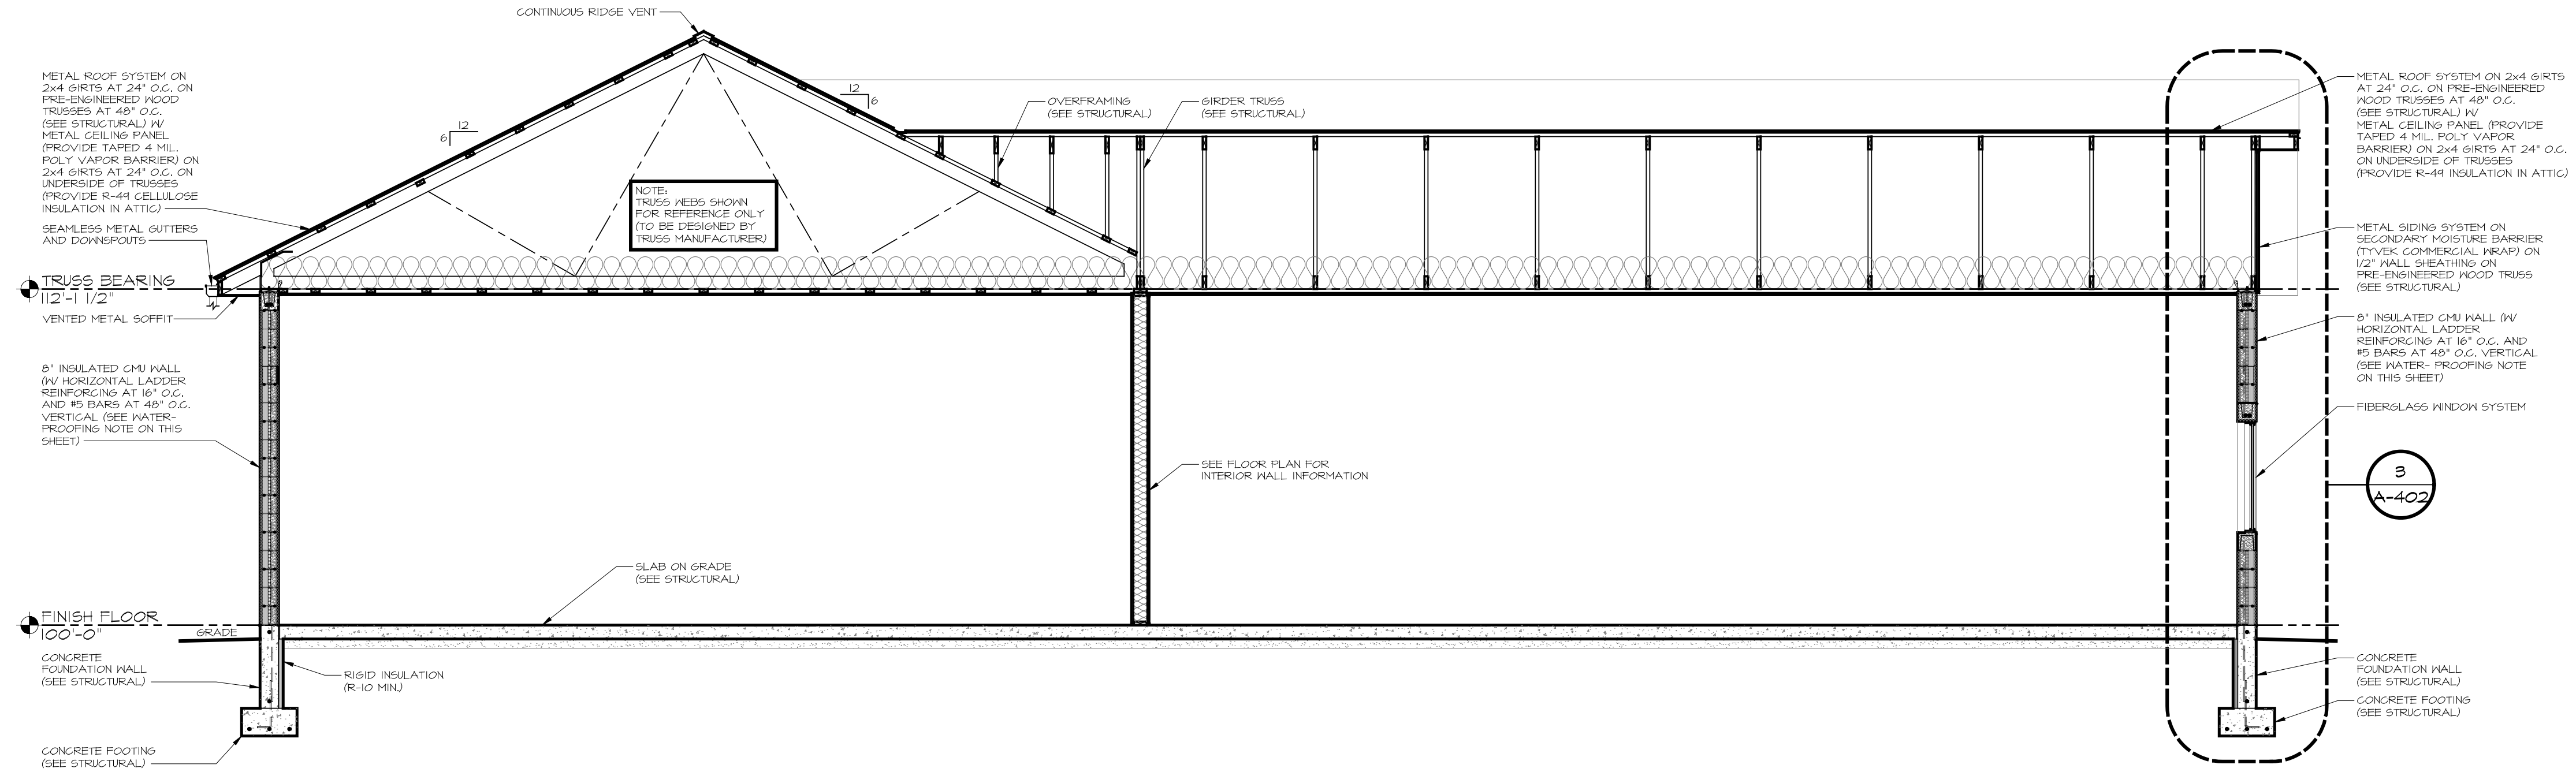 CONTINUOUS RIDGE VENT
METAL ROOF SYSTEM ON
2x4 GIRTS AT 24" O.C. ON
PRE-ENGINEERED WOOD
TRUSSES AT 48" O.C.
(SEE STRUCTURAL) W/
METAL CEILING PANEL
(PROVIDE TAPED 4 MIL.
POLY VAPOR BARRIER) ON
2x4 GIRTS AT 24" O.C. ON
UNDERSIDE OF TRUSSES
(PROVIDE R-49 CELLULOSE
INSULATION IN ATTIC)
SEAMLESS METAL GUTTERS
AND DOWNSPOUTS
TRUSS BEARING
112'-1 1/2"
VENTED METAL SOFFIT
8" INSULATED CMU WALL
(W/ HORIZONTAL LADDER
REINFORCING AT 16" O.C.
AND #5 BARS AT 48" O.C.
VERTICAL (SEE WATER-
PROOFING NOTE ON THIS
SHEET)
FINISH FLOOR
100'-0"
GRADE
CONCRETE
FOUNDATION WALL
(SEE STRUCTURAL)
CONCRETE FOOTING
(SEE STRUCTURAL)
12
6
12
6
NOTE:
TRUSS WEBS SHOWN
FOR REFERENCE ONLY
(TO BE DESIGNED BY
TRUSS MANUFACTURER)
OVERFRAMING
(SEE STRUCTURAL)
GIRDER TRUSS
(SEE STRUCTURAL)
SEE FLOOR PLAN FOR
INTERIOR WALL INFORMATION
SLAB ON GRADE
(SEE STRUCTURAL)
RIGID INSULATION
(R-10 MIN.)
METAL ROOF SYSTEM ON 2x4 GIRTS
AT 24" O.C. ON PRE-ENGINEERED
WOOD TRUSSES AT 48" O.C.
(SEE STRUCTURAL) W/
METAL CEILING PANEL (PROVIDE
TAPED 4 MIL. POLY VAPOR
BARRIER) ON 2x4 GIRTS AT 24" O.C.
ON UNDERSIDE OF TRUSSES
(PROVIDE R-49 INSULATION IN ATTIC)
METAL SIDING SYSTEM ON
SECONDARY MOISTURE BARRIER
(TYVEK COMMERCIAL WRAP) ON
1/2" WALL SHEATHING ON
PRE-ENGINEERED WOOD TRUSS
(SEE STRUCTURAL)
8" INSULATED CMU WALL (W/
HORIZONTAL LADDER
REINFORCING AT 16" O.C. AND
#5 BARS AT 48" O.C. VERTICAL
(SEE WATER- PROOFING NOTE
ON THIS SHEET)
FIBERGLASS WINDOW SYSTEM
3
A-402
CONCRETE
FOUNDATION WALL
(SEE STRUCTURAL)
CONCRETE FOOTING
(SEE STRUCTURAL)